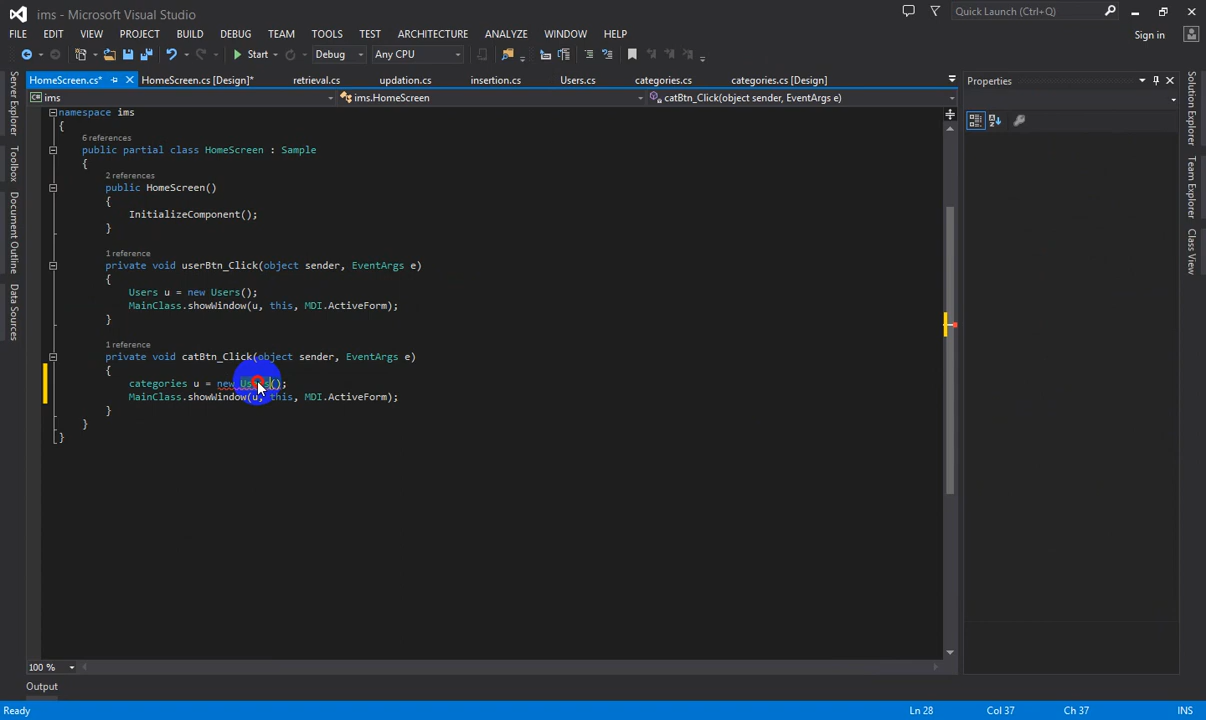 ims - Microsoft Visual Studio
Quick Launch (Ctrl+Q)
FILE EDIT VIEW PROJECT BUILD DEBUG TEAM TOOLS TEST ARCHITECTURE ANALYZE WINDOW HELP
Sign in
Start Debug Any CPU
HomeScreen.cs* HomeScreen.cs [Design]* retrieval.cs updation.cs insertion.cs Users.cs categories.cs categories.cs [Design]
Properties
ims ims.HomeScreen catBtn_Click(object sender, EventArgs e)
Server Explorer
Toolbox
Document Outline
Data Sources
namespace ims
{
6 references
public partial class HomeScreen : Sample
{
2 references
public HomeScreen()
{
InitializeComponent();
}
1 reference
private void userBtn_Click(object sender, EventArgs e)
{
Users u = new Users();
MainClass.showWindow(u, this, MDI.ActiveForm);
}
1 reference
private void catBtn_Click(object sender, EventArgs e)
{
categories u = new Users();
MainClass.showWindow(u, this, MDI.ActiveForm);
}
}
}
Solution Explorer
Team Explorer
Class View
100 %
Output
Ready Ln 28 Col 37 Ch 37 INS